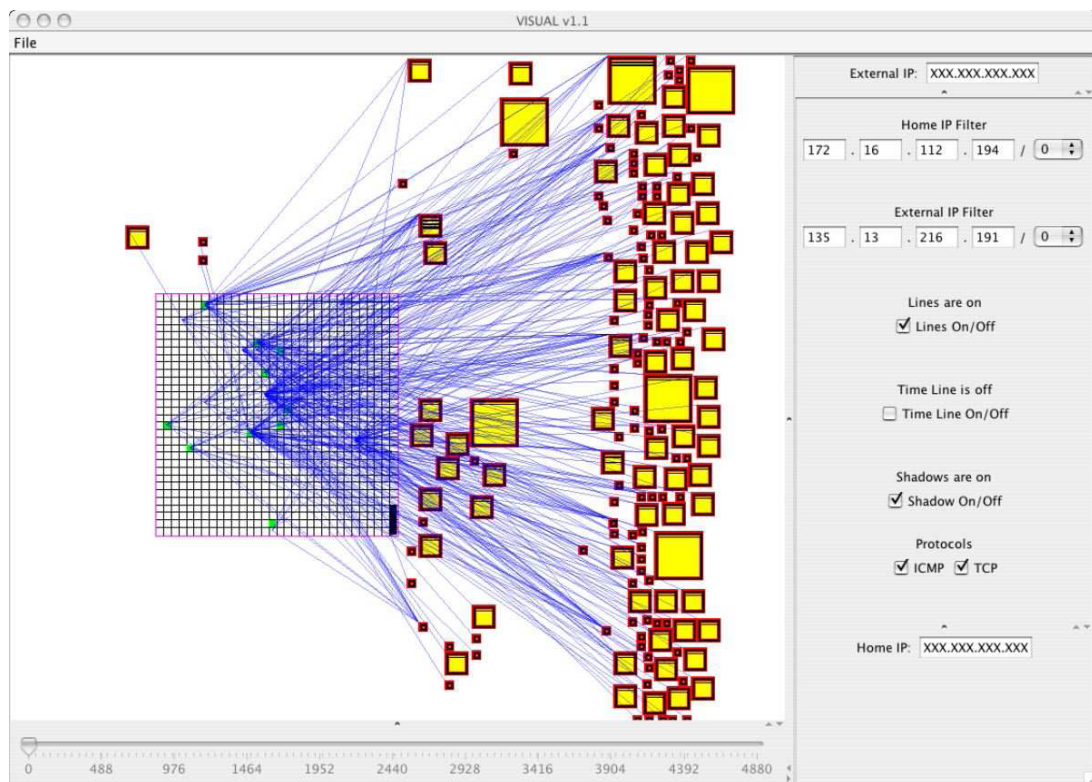 VISUAL v1.1
File
External IP: XXX.XXX.XXX.XXX
Home IP Filter
172 . 16 . 112 . 194 / 0
External IP Filter
135 . 13 . 216 . 191 / 0
Lines are on
Lines On/Off
Time Line is off
Time Line On/Off
Shadows are on
Shadow On/Off
Protocols
ICMP TCP
Home IP: XXX.XXX.XXX.XXX
0 488 976 1464 1952 2440 2928 3416 3904 4392 4880